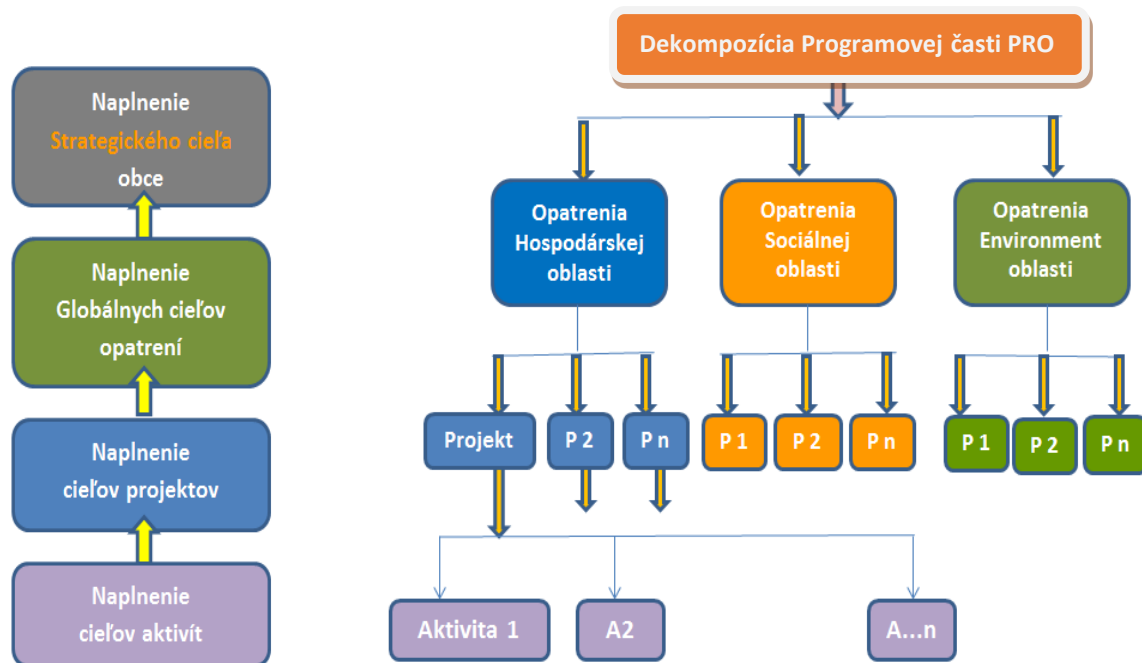 Dekompozícia Programovej časti PRO
Naplnenie
Strategického cieľa
obce
Naplnenie
Globálnych cieľov
opatrení
Naplnenie
cieľov projektov
Naplnenie
cieľov aktivít
Opatrenia
Hospodárskej
oblasti
Opatrenia
Sociálnej
oblasti
Opatrenia
Environment
oblasti
Projekt
P 2
P n
P 1
P 2
P n
P 1
P 2
P n
Aktivita 1
A2
A...n